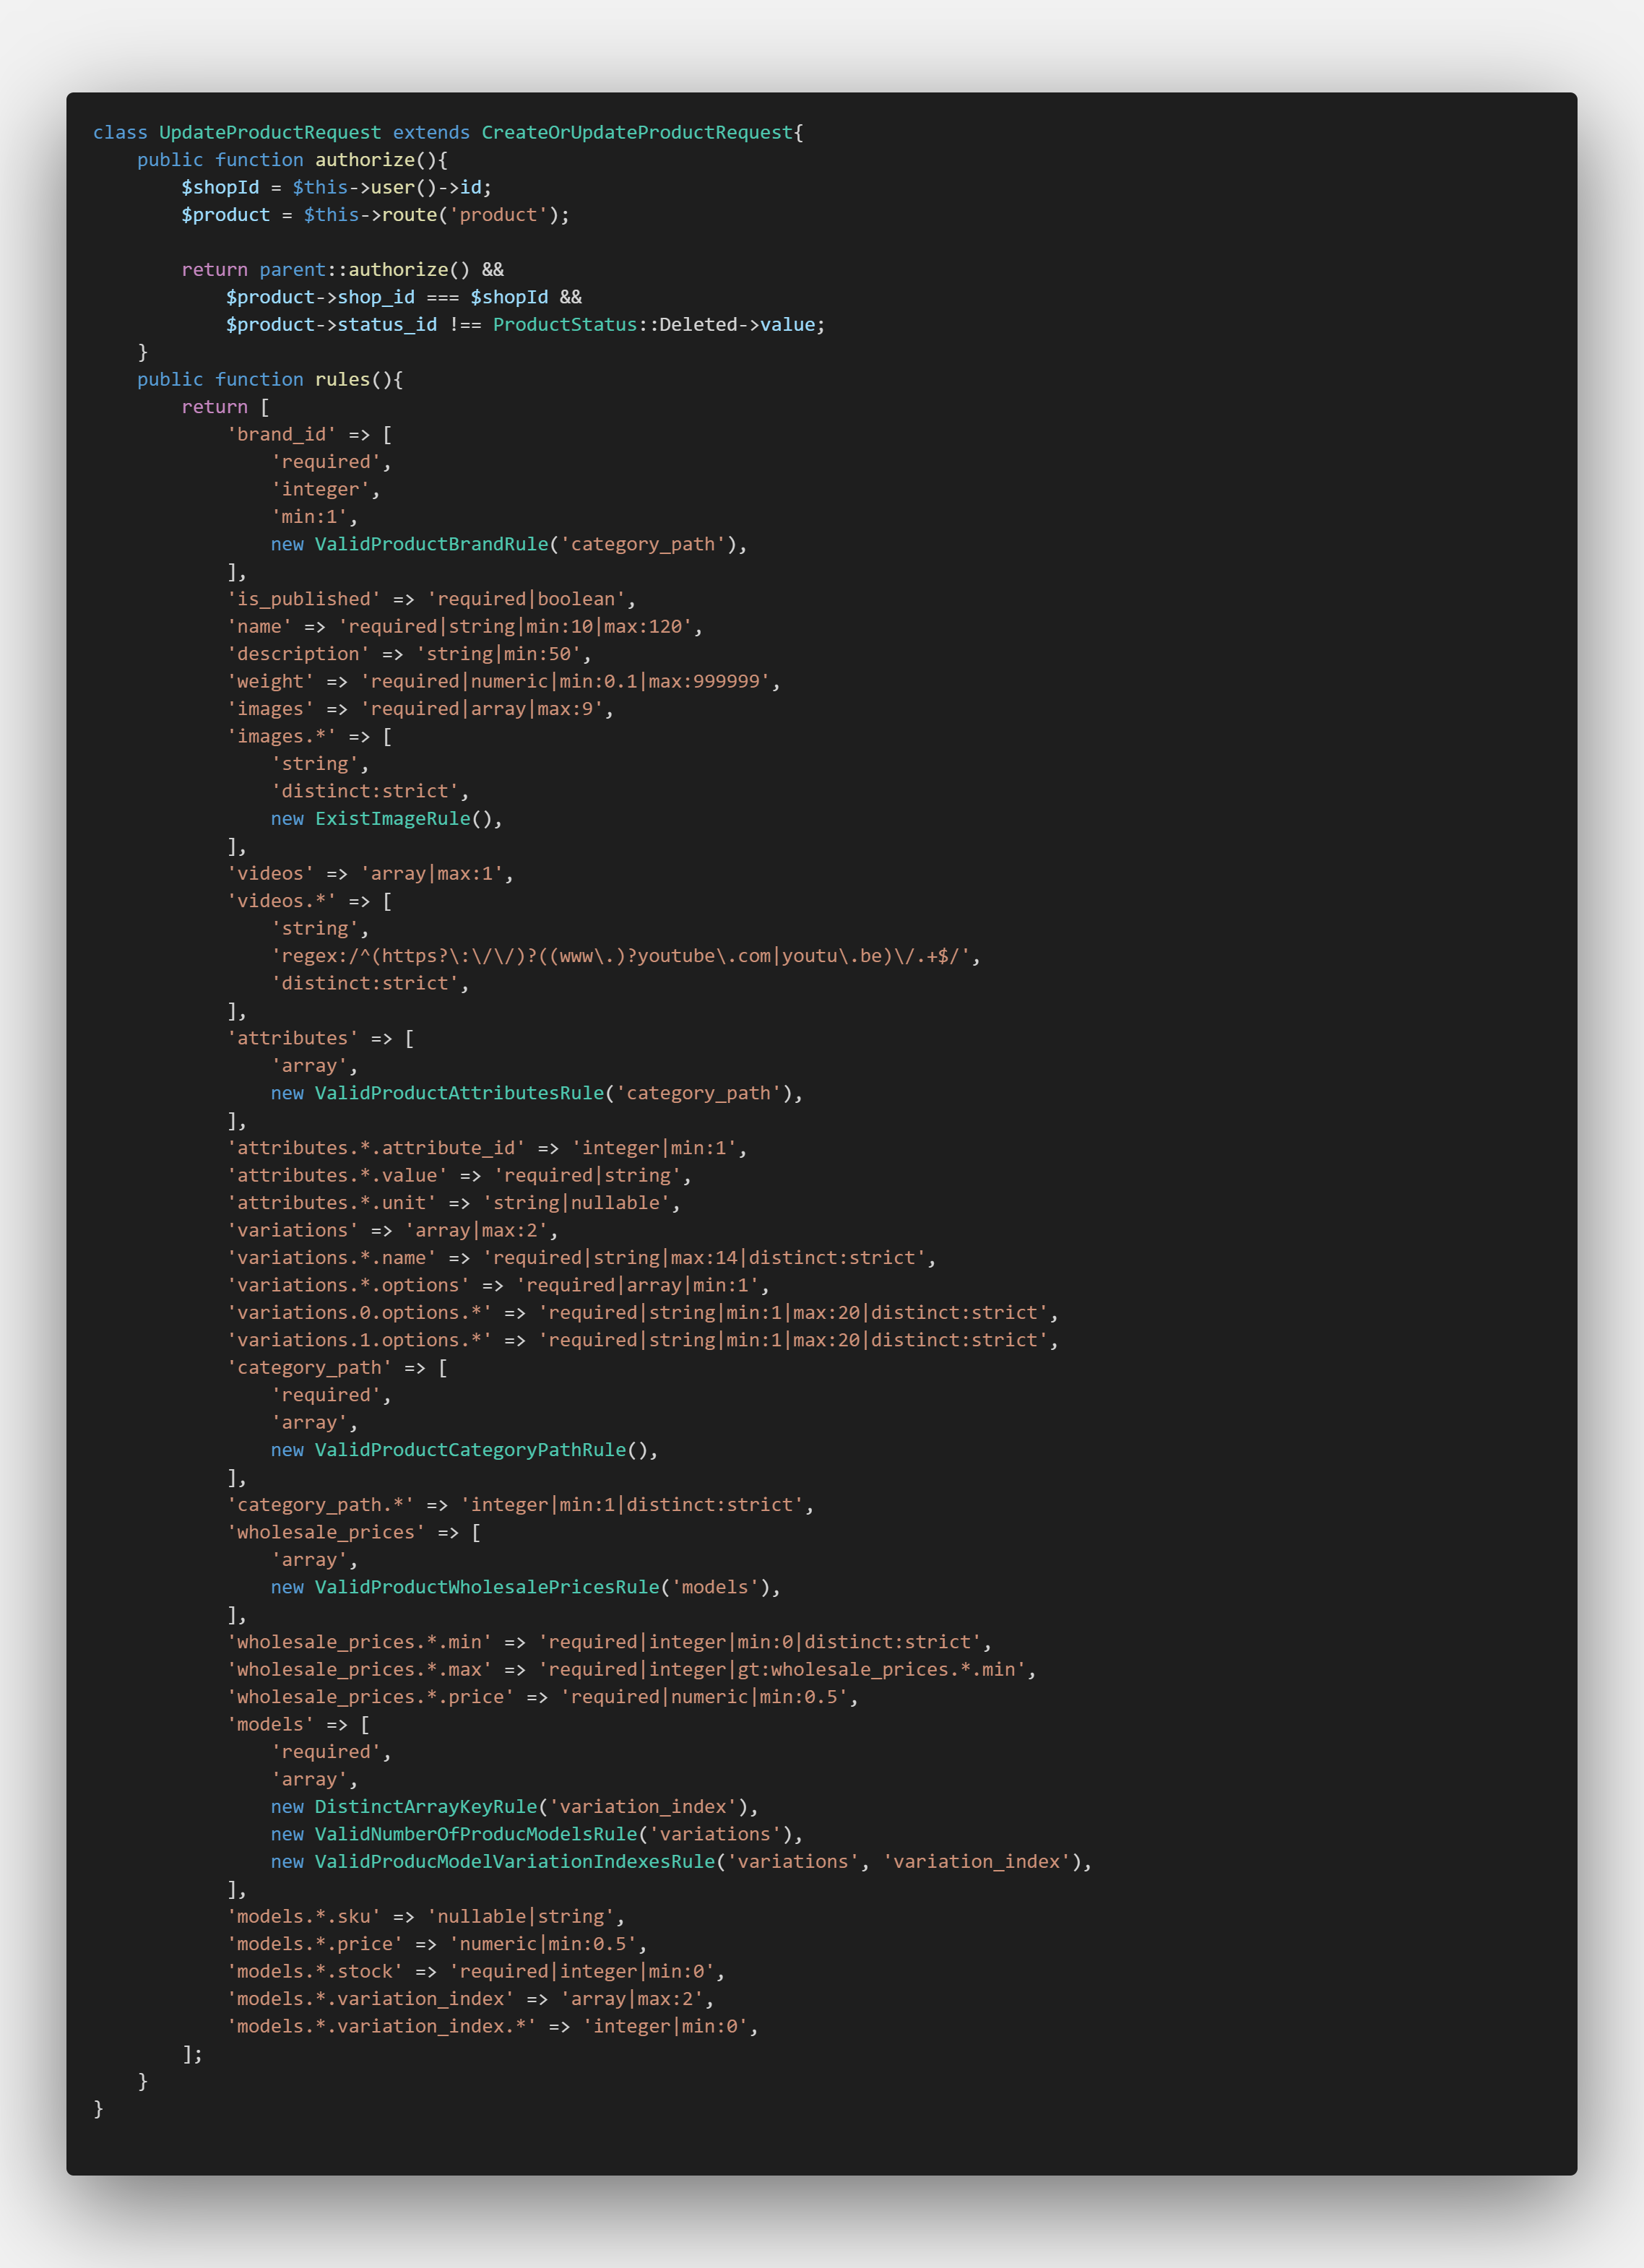 class UpdateProductRequest extends CreateOrUpdateProductRequest{
    public function authorize(){
        $shopId = $this->user()->id;
        $product = $this->route('product');

        return parent::authorize() &&
            $product->shop_id === $shopId &&
            $product->status_id !== ProductStatus::Deleted->value;
    }
    public function rules(){
        return [
            'brand_id' => [
                'required',
                'integer',
                'min:1',
                new ValidProductBrandRule('category_path'),
            ],
            'is_published' => 'required|boolean',
            'name' => 'required|string|min:10|max:120',
            'description' => 'string|min:50',
            'weight' => 'required|numeric|min:0.1|max:999999',
            'images' => 'required|array|max:9',
            'images.*' => [
                'string',
                'distinct:strict',
                new ExistImageRule(),
            ],
            'videos' => 'array|max:1',
            'videos.*' => [
                'string',
                'regex:/^(https?\:\/\/)?((www\.)?youtube\.com|youtu\.be)\/.+$/',
                'distinct:strict',
            ],
            'attributes' => [
                'array',
                new ValidProductAttributesRule('category_path'),
            ],
            'attributes.*.attribute_id' => 'integer|min:1',
            'attributes.*.value' => 'required|string',
            'attributes.*.unit' => 'string|nullable',
            'variations' => 'array|max:2',
            'variations.*.name' => 'required|string|max:14|distinct:strict',
            'variations.*.options' => 'required|array|min:1',
            'variations.0.options.*' => 'required|string|min:1|max:20|distinct:strict',
            'variations.1.options.*' => 'required|string|min:1|max:20|distinct:strict',
            'category_path' => [
                'required',
                'array',
                new ValidProductCategoryPathRule(),
            ],
            'category_path.*' => 'integer|min:1|distinct:strict',
            'wholesale_prices' => [
                'array',
                new ValidProductWholesalePricesRule('models'),
            ],
            'wholesale_prices.*.min' => 'required|integer|min:0|distinct:strict',
            'wholesale_prices.*.max' => 'required|integer|gt:wholesale_prices.*.min',
            'wholesale_prices.*.price' => 'required|numeric|min:0.5',
            'models' => [
                'required',
                'array',
                new DistinctArrayKeyRule('variation_index'),
                new ValidNumberOfProducModelsRule('variations'),
                new ValidProducModelVariationIndexesRule('variations', 'variation_index'),
            ],
            'models.*.sku' => 'nullable|string',
            'models.*.price' => 'numeric|min:0.5',
            'models.*.stock' => 'required|integer|min:0',
            'models.*.variation_index' => 'array|max:2',
            'models.*.variation_index.*' => 'integer|min:0',
        ];
    }
}